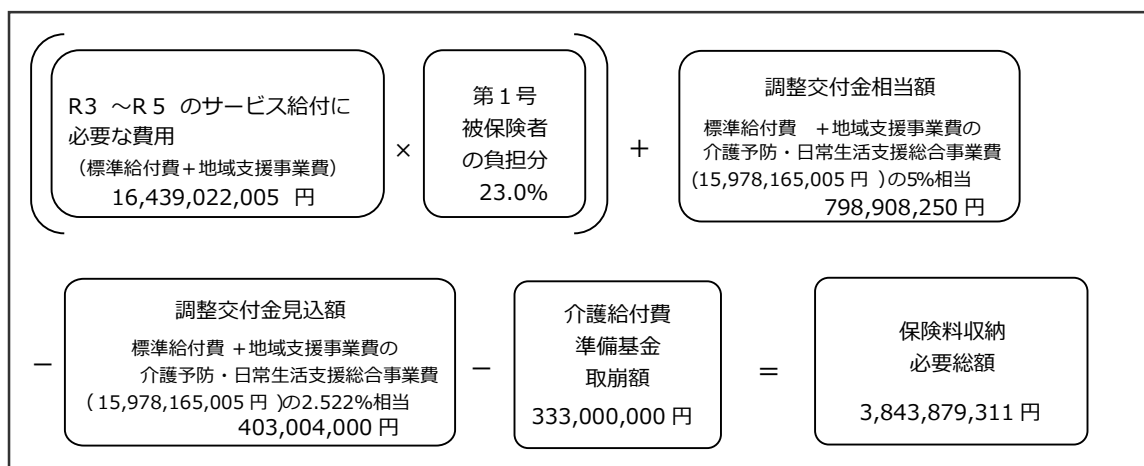 R3 ~R5 のサービス給付に
必要な費用
(標準給付費+地域支援事業費)
16,439,022,005 円
×
第1号
被保険者
の負担分
23.0%
+
調整交付金相当額
標準給付費 +地域支援事業費の
介護予防・日常生活支援総合事業費
(15,978,165,005 円 )の5%相当
798,908,250 円
-
調整交付金見込額
標準給付費 +地域支援事業費の
介護予防・日常生活支援総合事業費
( 15,978,165,005 円 )の2.522%相当
403,004,000 円
-
介護給付費
準備基金
取崩額
333,000,000 円
=
保険料収納
必要総額
3,843,879,311 円